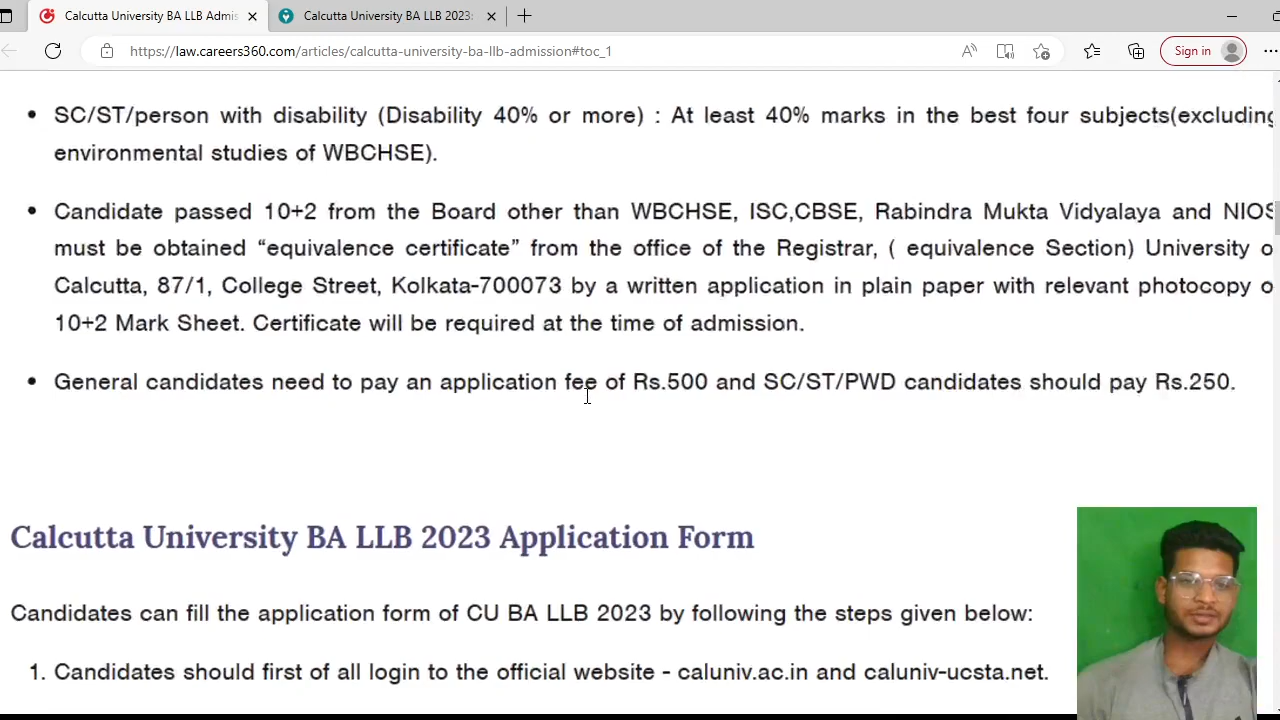 Calcutta University BA LLB Admis
Calcutta University BA LLB 2023:
https://law.careers360.com/articles/calcutta-university-ba-llb-admission#toc_1
Sign in
• SC/ST/person with disability (Disability 40% or more) : At least 40% marks in the best four subjects(excluding
environmental studies of WBCHSE).
• Candidate passed 10+2 from the Board other than WBCHSE, ISC,CBSE, Rabindra Mukta Vidyalaya and NIOS
must be obtained “equivalence certificate” from the office of the Registrar, ( equivalence Section) University o
Calcutta, 87/1, College Street, Kolkata-700073 by a written application in plain paper with relevant photocopy o
10+2 Mark Sheet. Certificate will be required at the time of admission.
• General candidates need to pay an application fee of Rs.500 and SC/ST/PWD candidates should pay Rs.250.
Calcutta University BA LLB 2023 Application Form
Candidates can fill the application form of CU BA LLB 2023 by following the steps given below:
1. Candidates should first of all login to the official website - caluniv.ac.in and caluniv-ucsta.net.